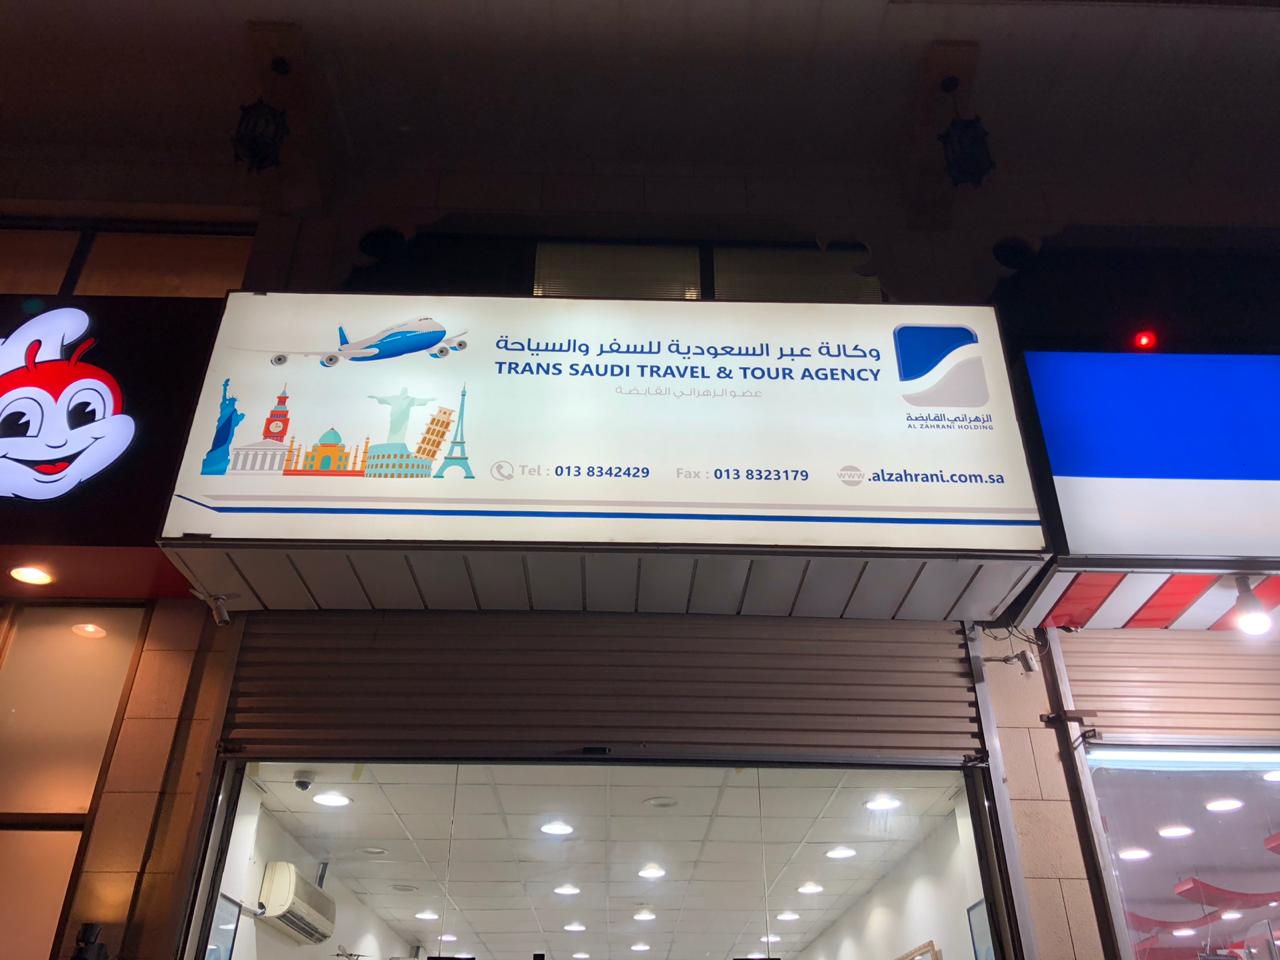 وكالة عبر السعودية للسفر والسياحة
TRANS SAUDI TRAVEL & TOUR AGENCY
عضو الزهراني القابضة
الزهراني القابضة
AL ZAHRANI HOLDING
Tel : 013 8342429 Fax : 013 8323179 www.alzahrani.com.sa